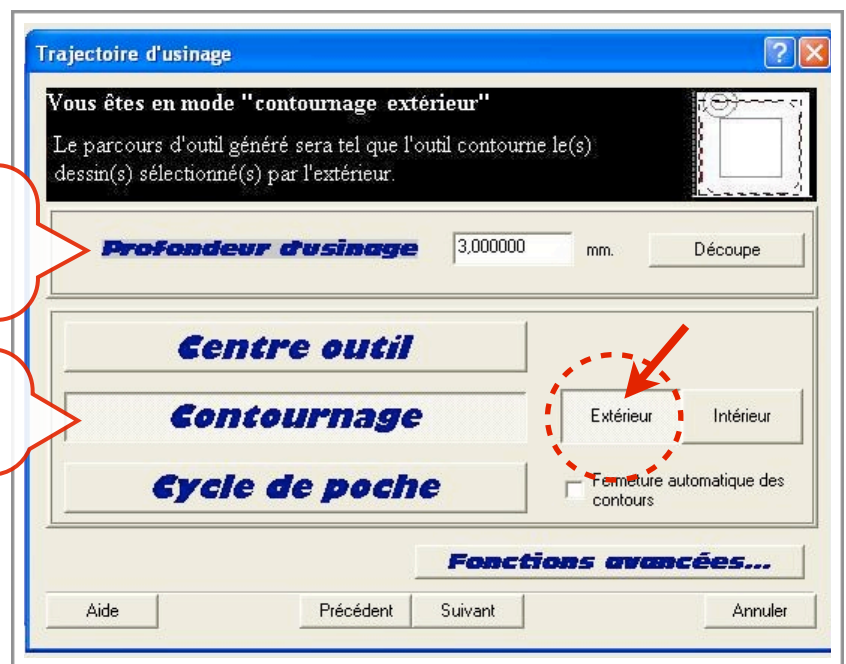 Trajectoire d'usinage
Vous êtes en mode "contournage extérieur"
Le parcours d'outil généré sera tel que l'outil contourne le(s)
dessin(s) sélectionné(s) par l'extérieur.
Profondeur d'usinage 3,000000 mm. Découpe
Centre outil
Contournage Extérieur Intérieur
Cycle de poche
Fermeture automatique des
contours
Fonctions avancées...
Aide Précédent Suivant Annuler